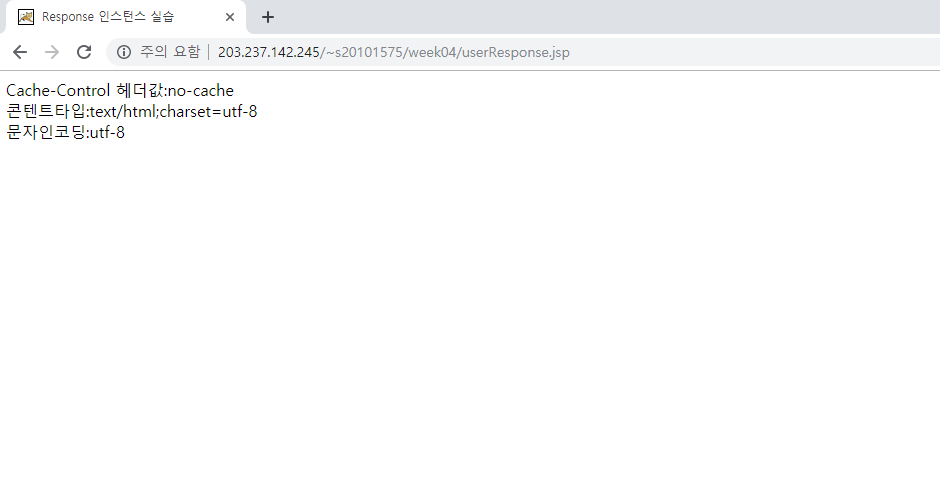 Response 인스턴스 실습
주의 요함 203.237.142.245/~s20101575/week04/userResponse.jsp
Cache-Control 헤더값:no-cache
콘텐트타입:text/html;charset=utf-8
문자인코딩:utf-8